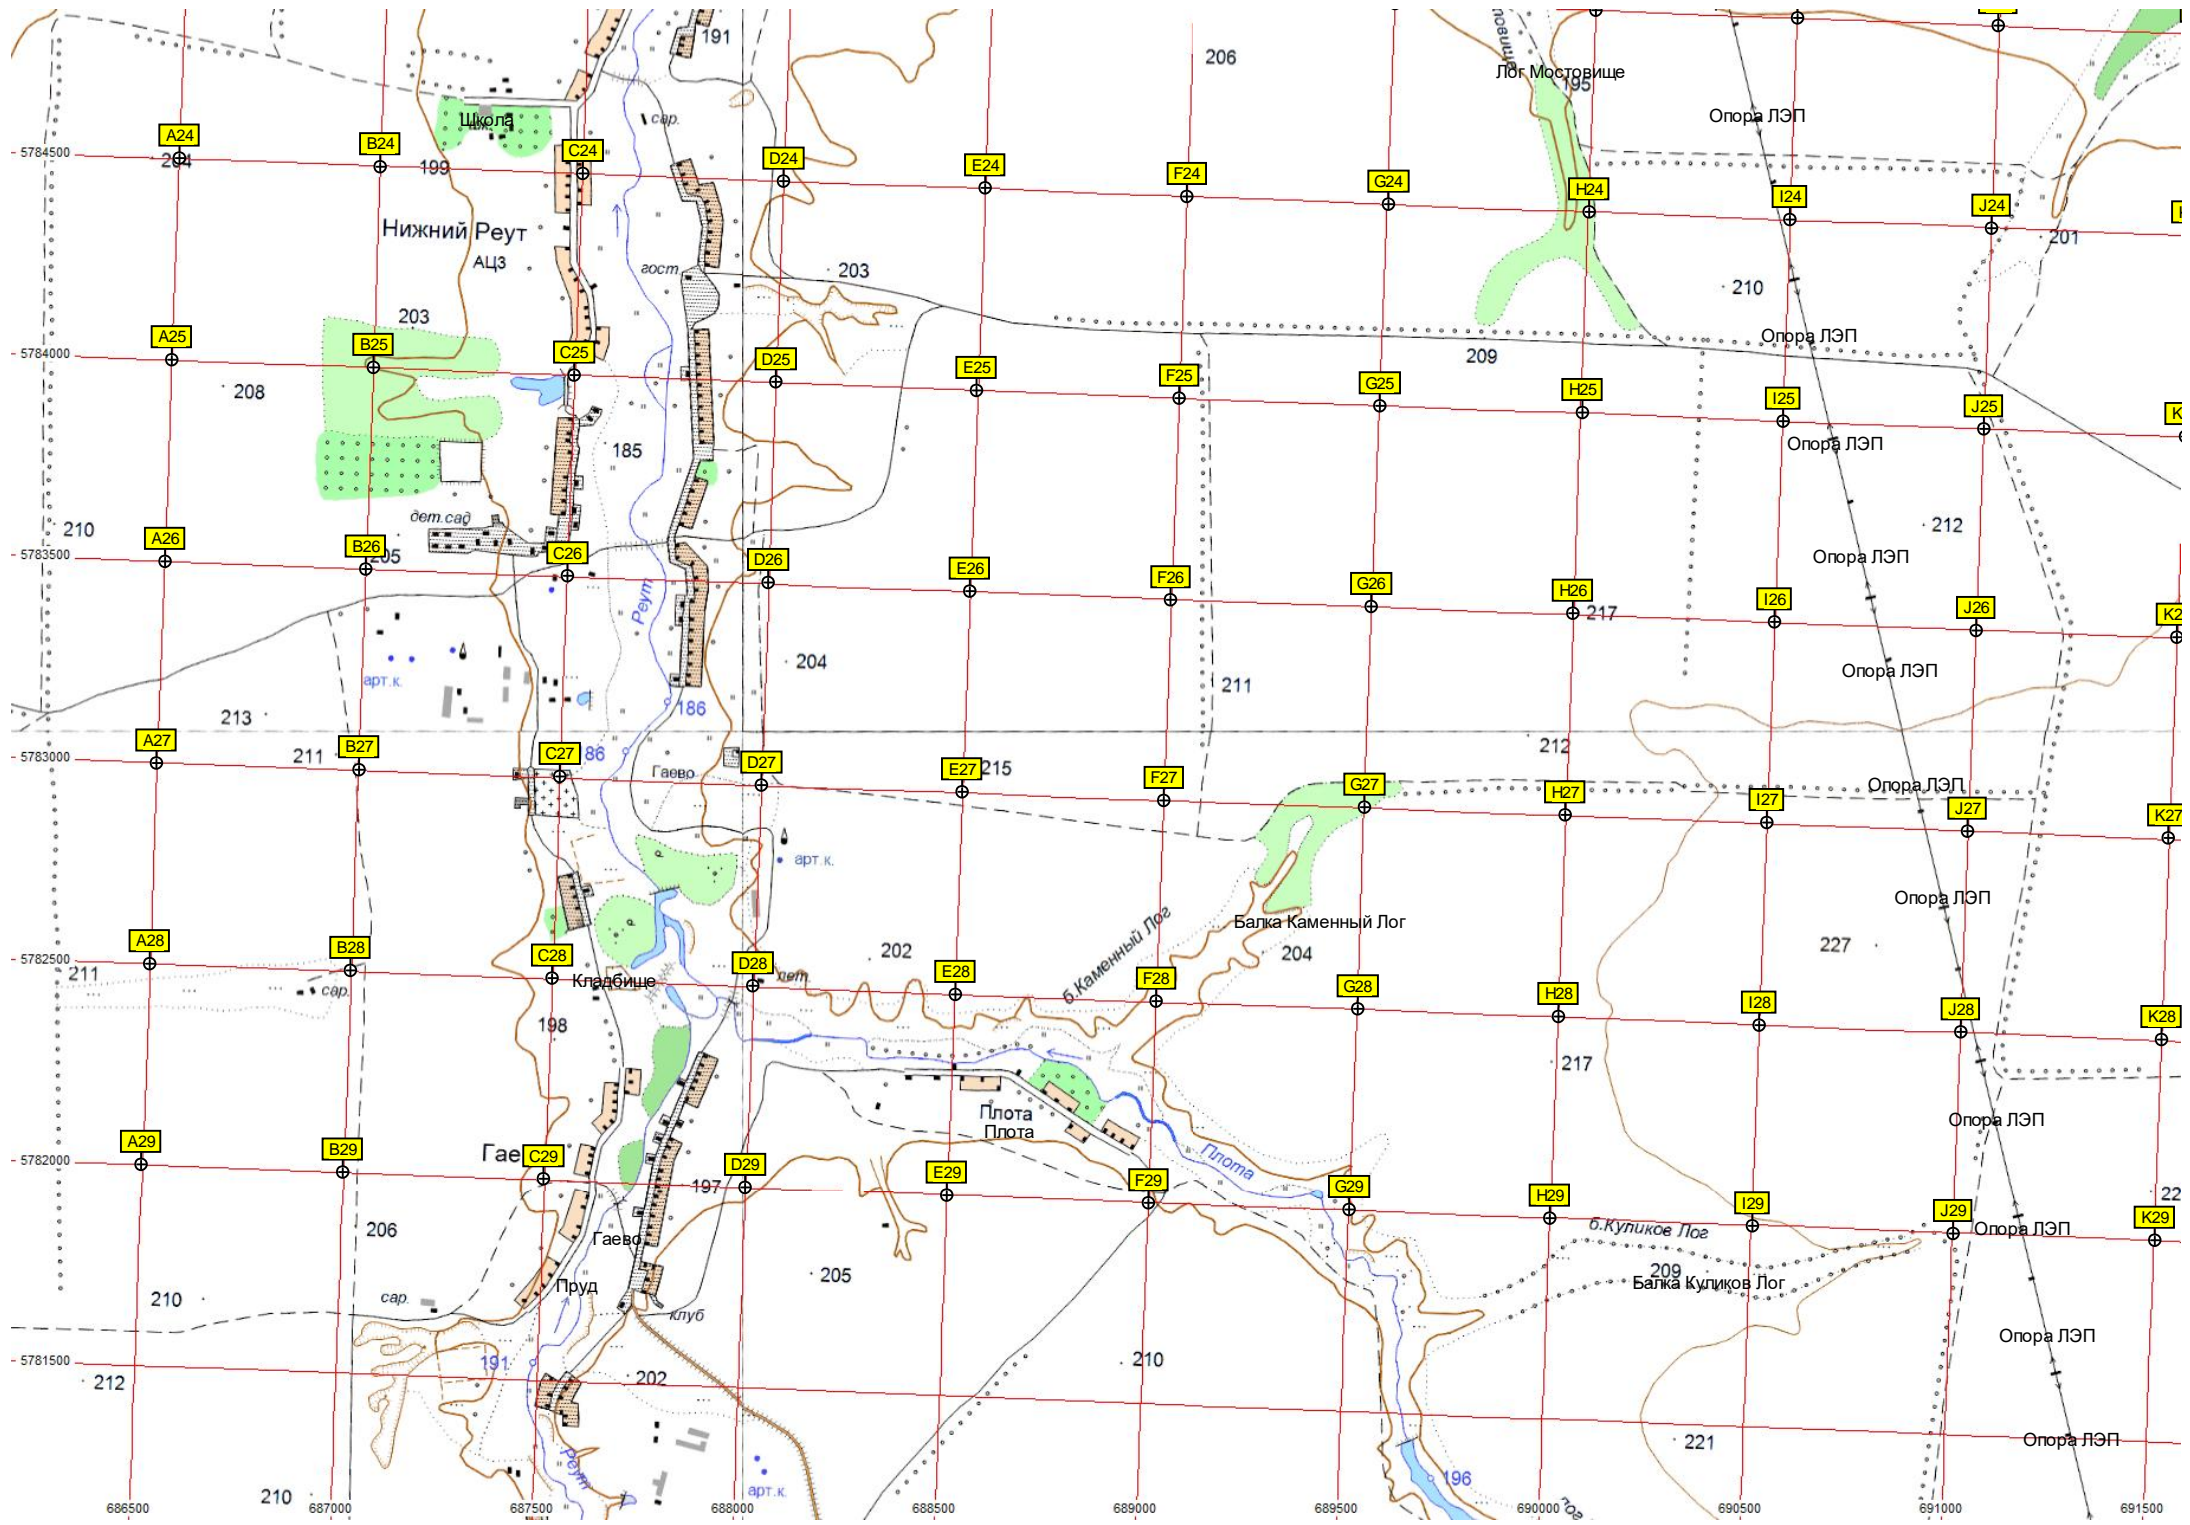 191
206
195
Лог Мостовище
Опора ЛЭП
Школа
сар.
A24
B24
C24
D24
E24
F24
G24
H24
I24
J24
5784500
204
199
Нижний Реут
АЦЗ
гост.
203
201
210
Опора ЛЭП
203
209
A25
B25
C25
D25
E25
F25
G25
H25
I25
J25
K
5784000
208
185
Опора ЛЭП
дет.сад
210
212
A26
B26
C26
D26
E26
F26
G26
H26
I26
J26
K2
5783500
205
Опора ЛЭП
217
Реут
204
арт.к.
211
Опора ЛЭП
213
186
212
A27
B27
C27
D27
E27
F27
G27
H27
I27
J27
K27
5783000
211
86
Гаево
215
Опора ЛЭП
арт.к.
Опора ЛЭП
б.Каменный Лог
Балка Каменный Лог
202
204
227
A28
B28
C28
D28
E28
F28
G28
H28
I28
J28
K28
5782500
211
сар.
Кладбище
лет.
198
217
Плота
Плота
Опора ЛЭП
A29
B29
C29
D29
E29
F29
G29
H29
I29
J29
K29
5782000
Гае
197
Плота
22
206
Гаево
б.Куликов Лог
Опора ЛЭП
205
209
Балка Куликов Лог
Пруд
210
сар.
клуб
Опора ЛЭП
5781500
191
212
202
210
221
Опора ЛЭП
Реут
196
210
арт.к.
686500
687000
687500
688000
688500
689000
689500
690000
690500
691000
691500